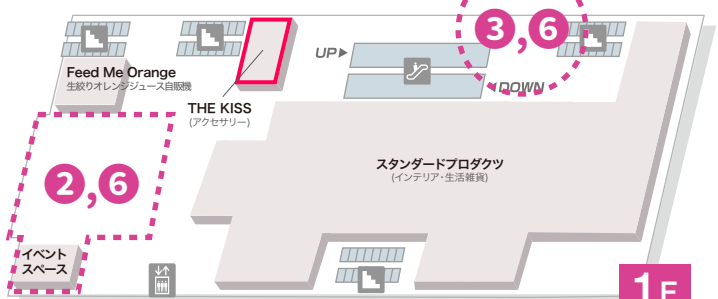 3,6
UP▶
◀DOWN
Feed Me Orange
生絞りオレンジジュース自販機
THE KISS
(アクセサリー)
スタンダードプロダクツ
(インテリア・生活雑貨)
2,6
イベント
スペース
1F